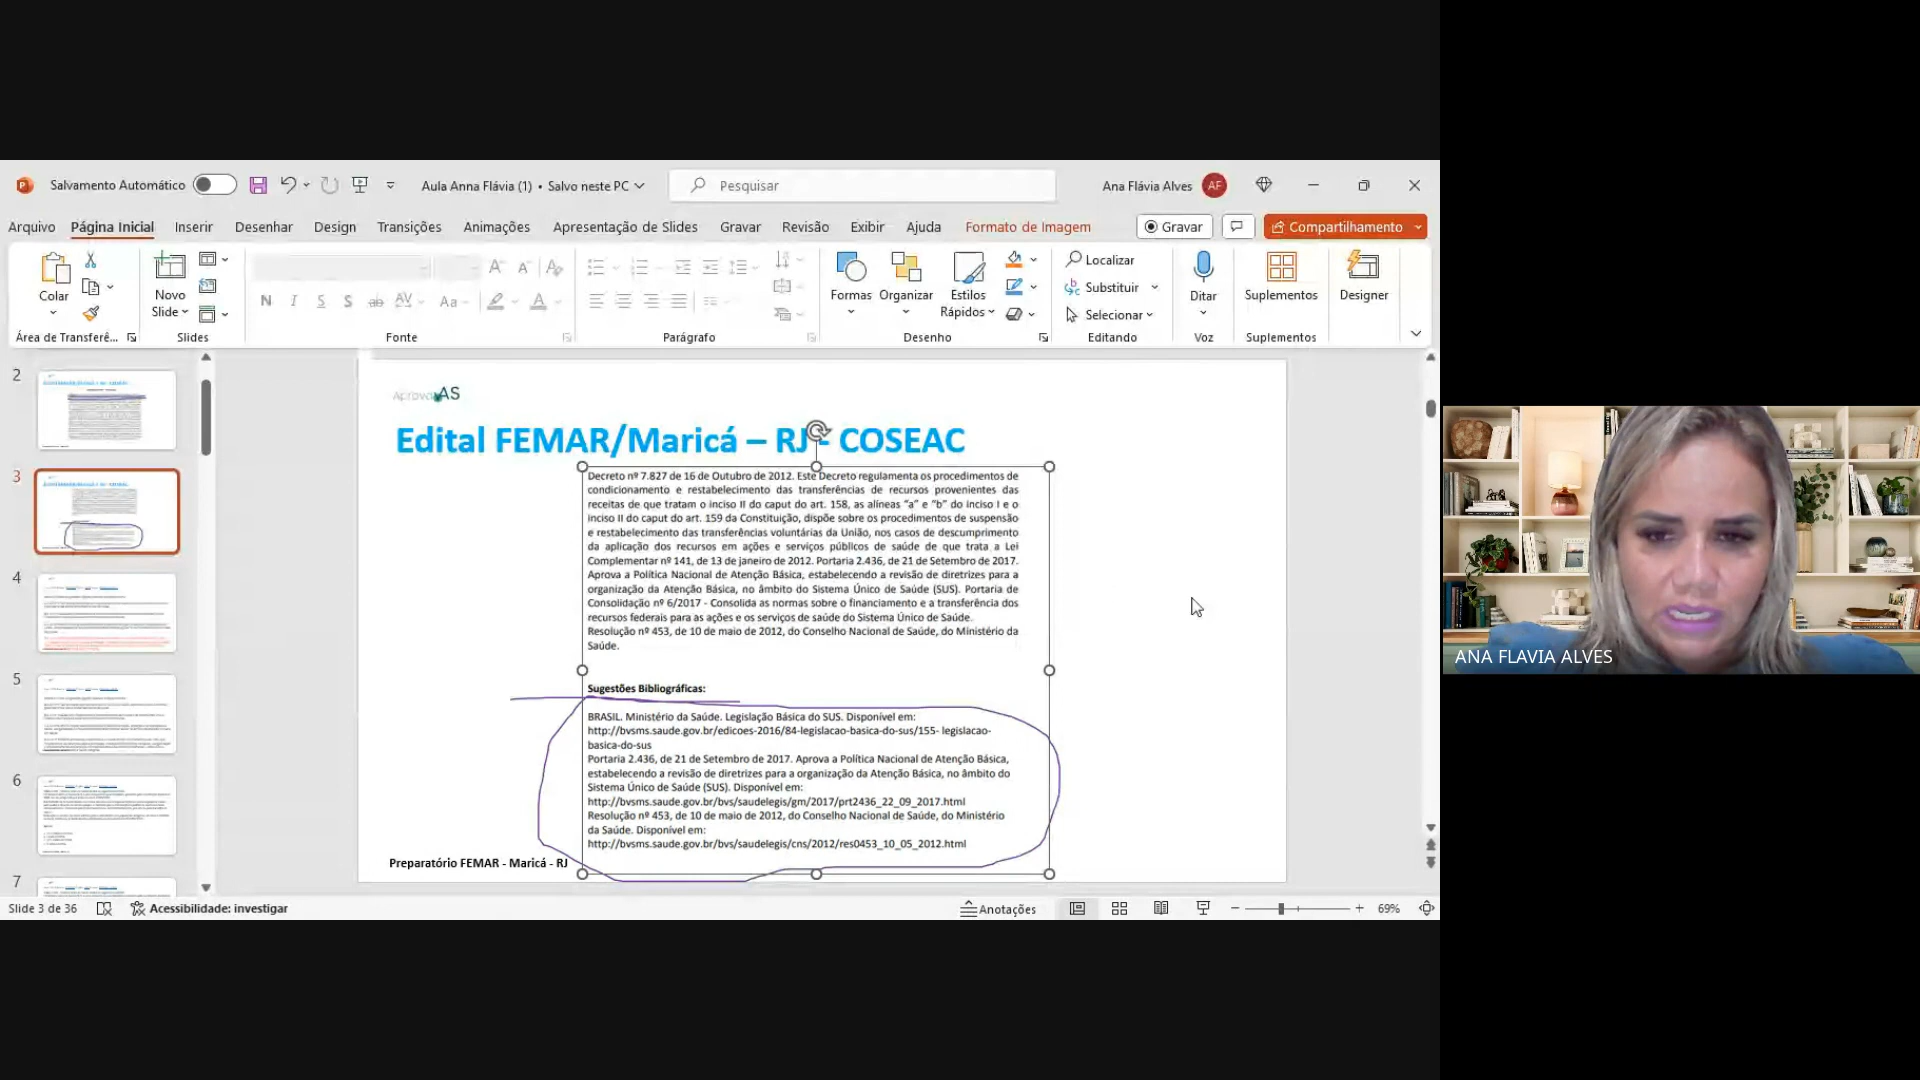 Salvamento Automático
Aula Anna Flávia (1) • Salvo neste PC
Pesquisar
Ana Flávia Alves
AF
Arquivo
Página Inicial
Inserir
Desenhar
Design
Transições
Animações
Apresentação de Slides
Gravar
Revisão
Exibir
Ajuda
Formato de Imagem
Gravar
Compartilhamento
Colar
Novo
Slide
Formas
Organizar
Estilos
Rápidos
Localizar
Substituir
Selecionar
Ditar
Suplementos
Designer
Área de Transferê...
Slides
Fonte
Parágrafo
Desenho
Editando
Voz
Suplementos
2
3
4
5
6
7
AprovaAS
Edital FEMAR/Maricá – RJ - COSEAC
Decreto nº 7.827 de 16 de Outubro de 2012. Este Decreto regulamenta os procedimentos de
condicionamento e restabelecimento das transferências de recursos provenientes das
receitas de que tratam o inciso II do caput do art. 158, as alíneas “a” e “b” do inciso I e o
inciso II do caput do art. 159 da Constituição, dispõe sobre os procedimentos de suspensão
e restabelecimento das transferências voluntárias da União, nos casos de descumprimento
da aplicação dos recursos em ações e serviços públicos de saúde de que trata a Lei
Complementar nº 141, de 13 de janeiro de 2012. Portaria 2.436, de 21 de Setembro de 2017.
Aprova a Política Nacional de Atenção Básica, estabelecendo a revisão de diretrizes para a
organização da Atenção Básica, no âmbito do Sistema Único de Saúde (SUS). Portaria de
Consolidação nº 6/2017 - Consolida as normas sobre o financiamento e a transferência dos
recursos federais para as ações e os serviços de saúde do Sistema Único de Saúde.
Resolução nº 453, de 10 de maio de 2012, do Conselho Nacional de Saúde, do Ministério da
Saúde.
Sugestões Bibliográficas:
BRASIL. Ministério da Saúde. Legislação Básica do SUS. Disponível em:
http://bvsms.saude.gov.br/edicoes-2016/84-legislacao-basica-do-sus/155- legislacao-
basica-do-sus
Portaria 2.436, de 21 de Setembro de 2017. Aprova a Política Nacional de Atenção Básica,
estabelecendo a revisão de diretrizes para a organização da Atenção Básica, no âmbito do
Sistema Único de Saúde (SUS). Disponível em:
http://bvsms.saude.gov.br/bvs/saudelegis/gm/2017/prt2436_22_09_2017.html
Resolução nº 453, de 10 de maio de 2012, do Conselho Nacional de Saúde, do Ministério
da Saúde. Disponível em:
http://bvsms.saude.gov.br/bvs/saudelegis/cns/2012/res0453_10_05_2012.html
Preparatório FEMAR - Maricá - RJ
Slide 3 de 36
Acessibilidade: investigar
Anotações
69%
ANA FLAVIA ALVES